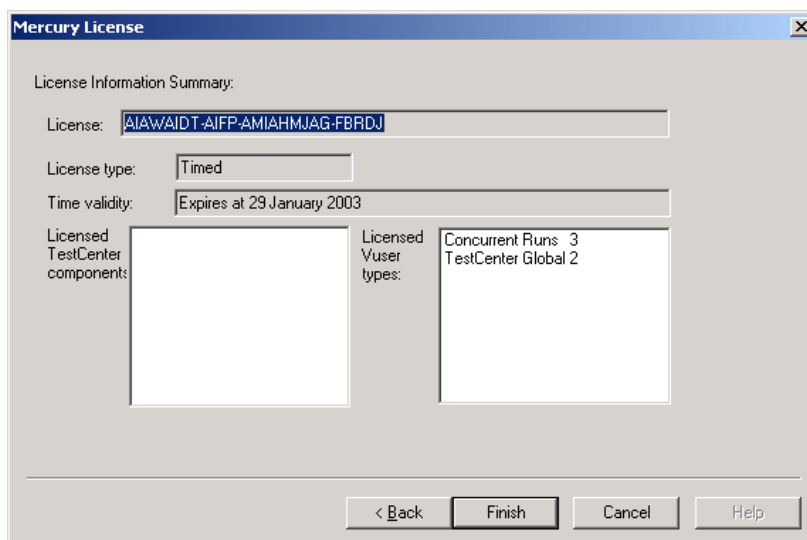 Mercury License
License Information Summary:
License: AIAWAIDT-AIFP-AMIAHMJAG-FBRDJ
License type: Timed
Time validity: Expires at 29 January 2003
Licensed TestCenter components
Licensed Vuser types:
Concurrent Runs 3
TestCenter Global 2
< Back
Finish
Cancel
Help